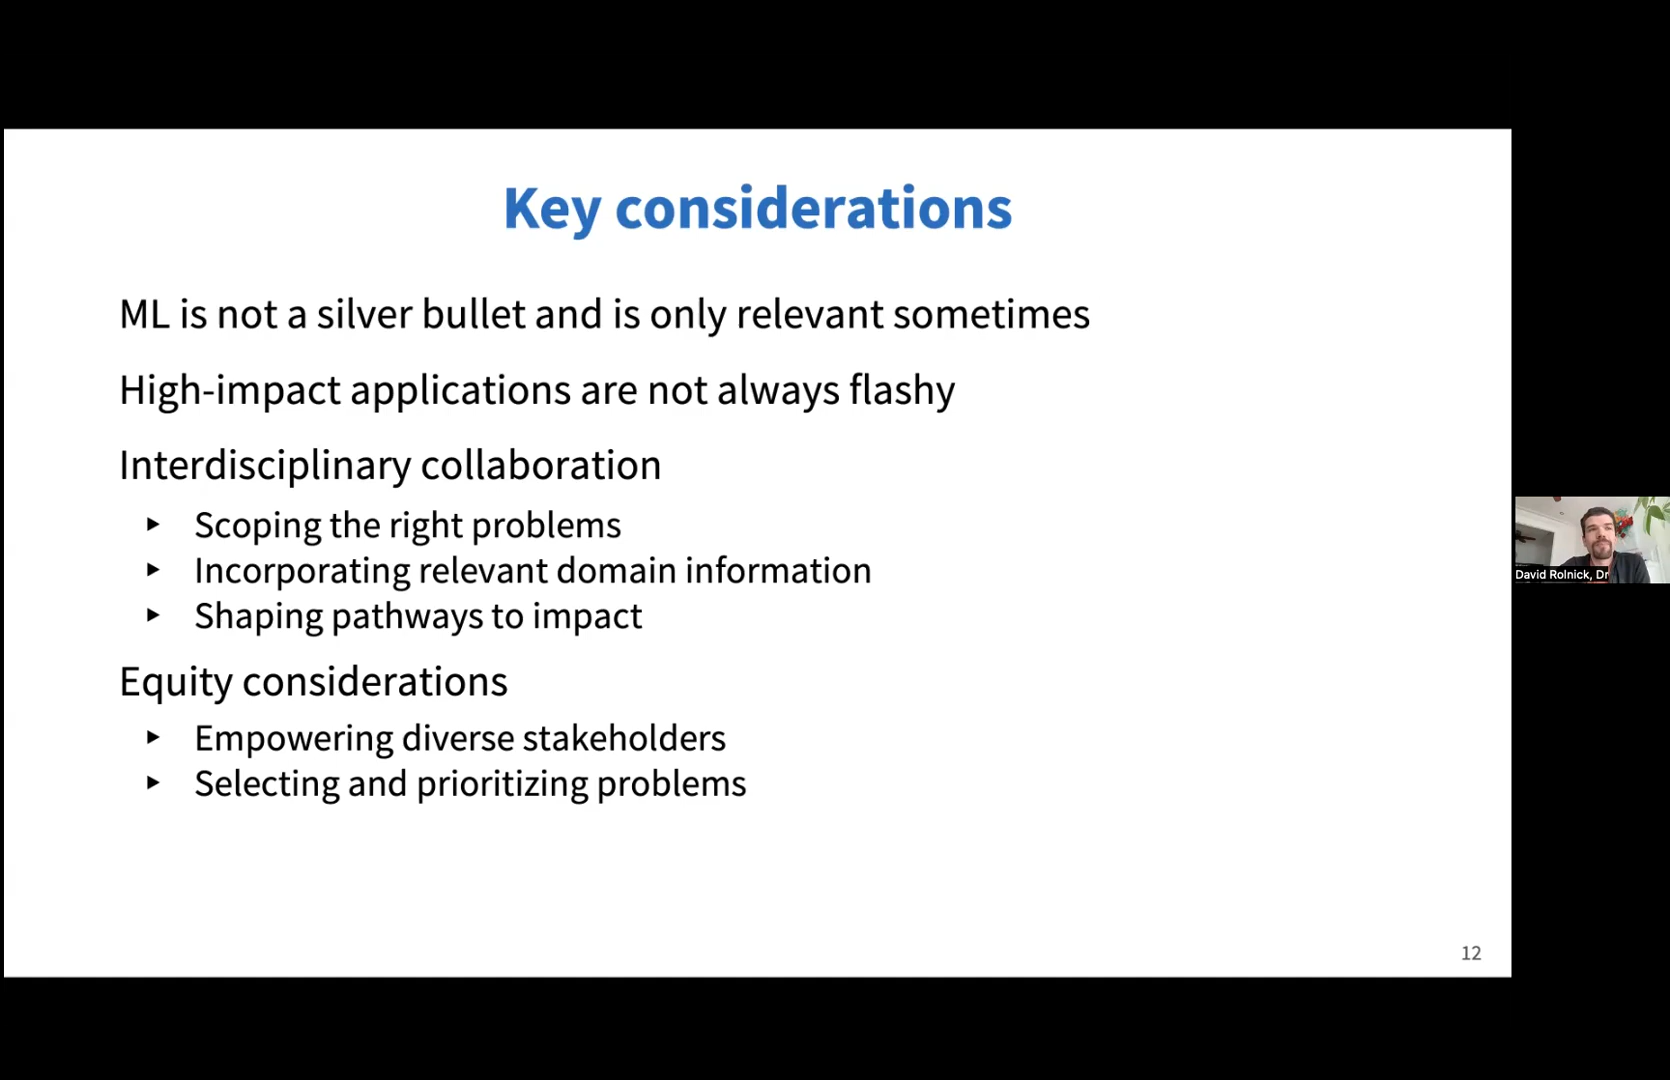 Key considerations
ML is not a silver bullet and is only relevant sometimes
High-impact applications are not always flashy
Interdisciplinary collaboration
‣ Scoping the right problems
‣ Incorporating relevant domain information
‣ Shaping pathways to impact
Equity considerations
‣ Empowering diverse stakeholders
‣ Selecting and prioritizing problems
12
David Rolnick, Dr